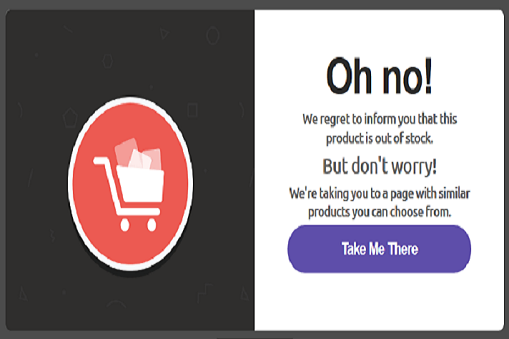 Oh no!
We regret to inform you that this
product is out of stock.
But don't worry!
We're taking you to a page with similar
products you can choose from.
Take Me There